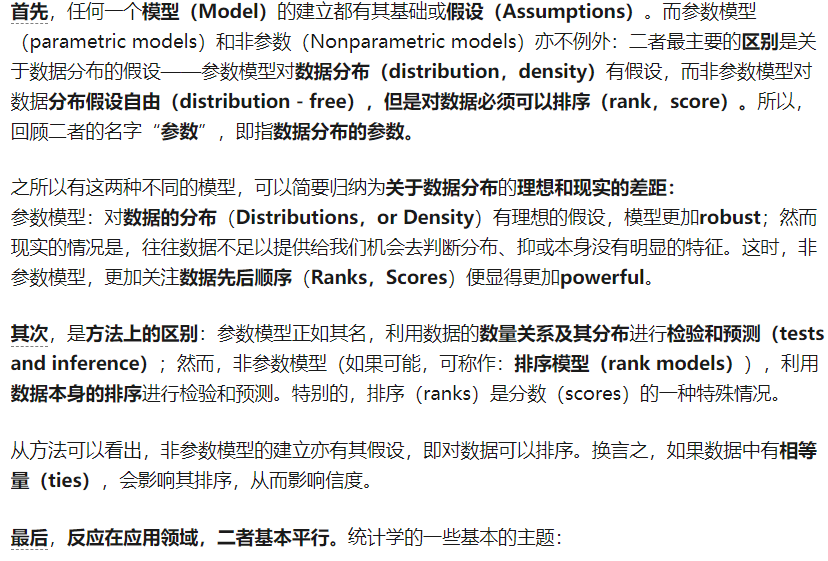 首先，任何一个模型（Model）的建立都有其基础或假设（Assumptions）。而参数模型
（parametric models）和非参数（Nonparametric models）亦不例外：二者最主要的区别是关
于数据分布的假设——参数模型对数据分布（distribution，density）有假设，而非参数模型对
数据分布假设自由（distribution - free），但是对数据必须可以排序（rank，score）。所以，
回顾二者的名字“参数”，即指数据分布的参数。
之所以有这两种不同的模型，可以简要归纳为关于数据分布的理想和现实的差距：
参数模型：对数据的分布（Distributions，or Density）有理想的假设，模型更加robust；然而
现实的情况是，往往数据不足以提供给我们机会去判断分布、抑或本身没有明显的特征。这时，非
参数模型，更加关注数据先后顺序（Ranks，Scores）便显得更加powerful。
其次，是方法上的区别：参数模型正如其名，利用数据的数量关系及其分布进行检验和预测（tests
and inference）；然而，非参数模型（如果可能，可称作：排序模型（rank models）），利用
数据本身的排序进行检验和预测。特别的，排序（ranks）是分数（scores）的一种特殊情况。
从方法可以看出，非参数模型的建立亦有其假设，即对数据可以排序。换言之，如果数据中有相等
量（ties），会影响其排序，从而影响信度。
最后，反应在应用领域，二者基本平行。统计学的一些基本的主题：